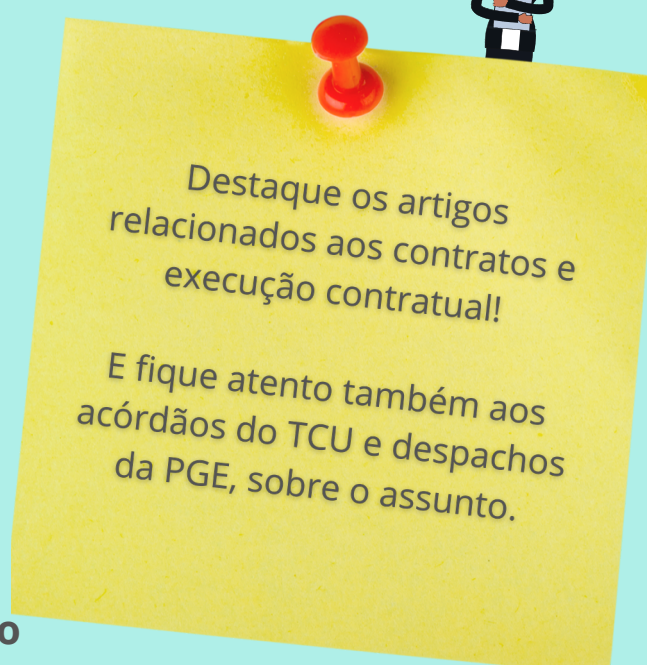 Destaque os artigos
relacionados aos contratos e
execução contratual!
E fique atento também aos
acórdãos do TCU e despachos
da PGE, sobre o assunto.
o